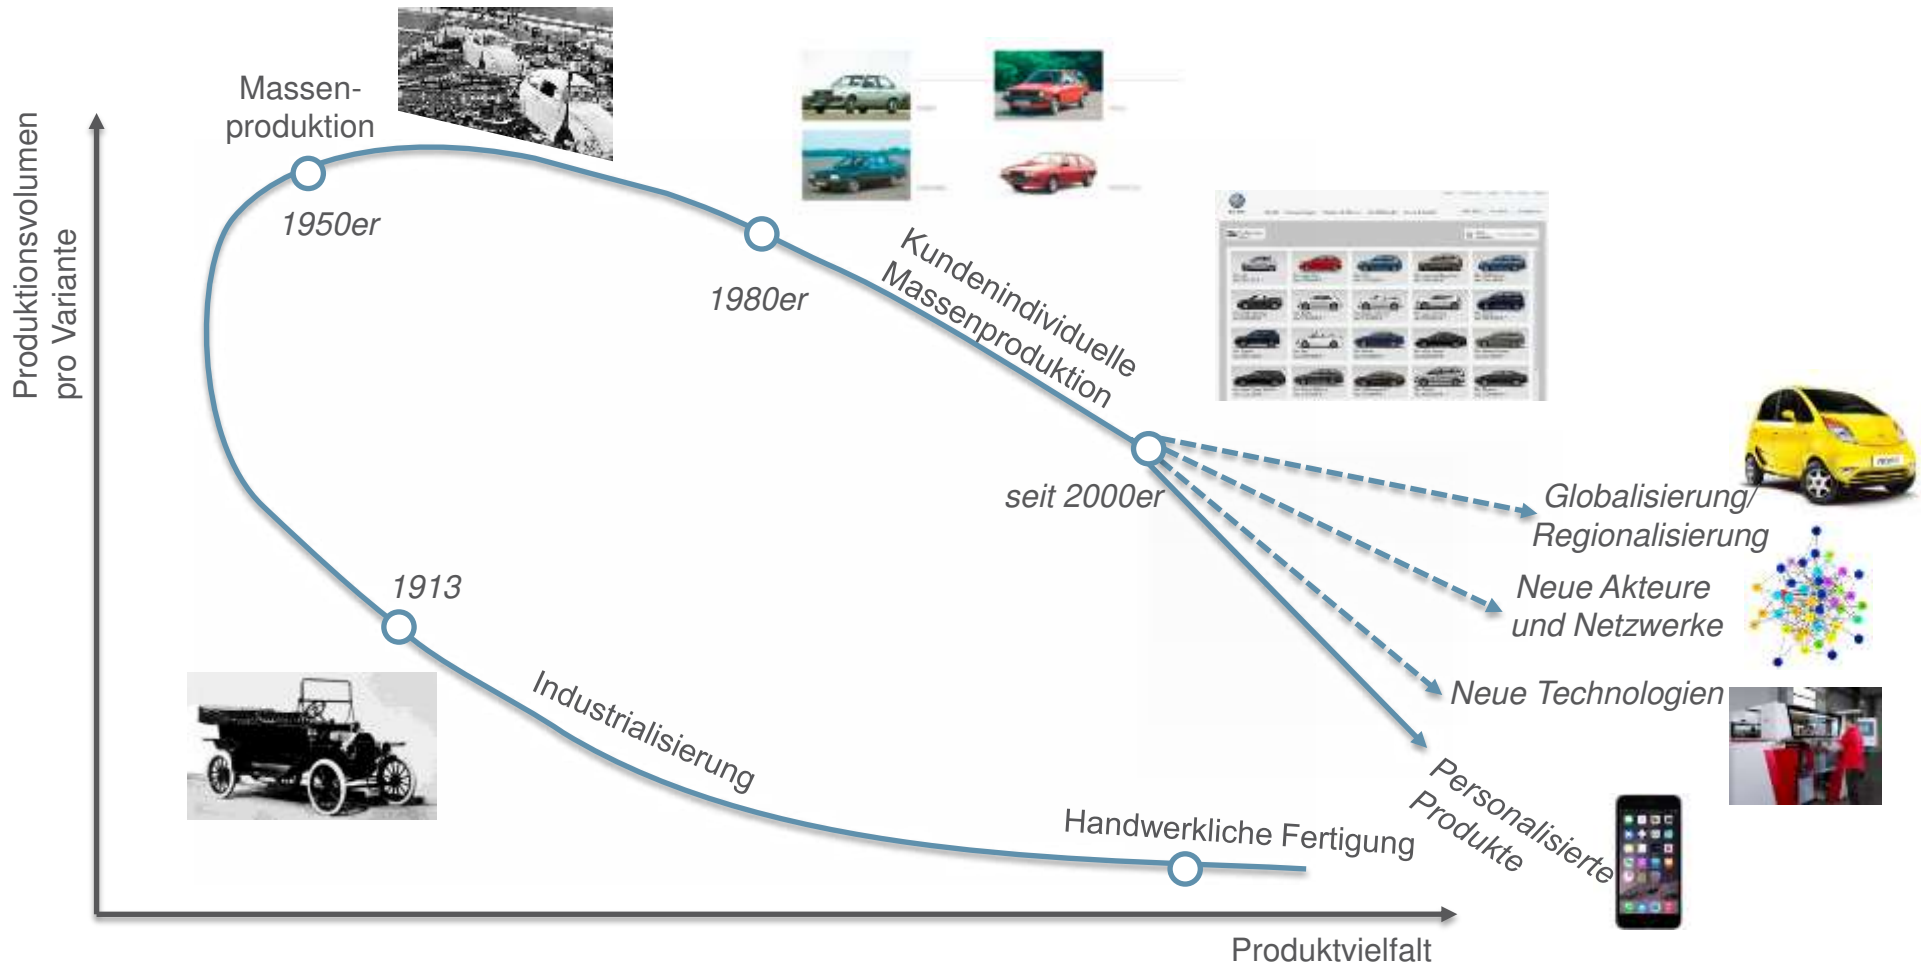 Massen-
produktion
Produktionsvolumen
pro Variante
1950er
1980er
Kundenindividuelle
Massenproduktion
seit 2000er
Globalisierung/
Regionalisierung
Neue Akteure
und Netzwerke
1913
Industrialisierung
Neue Technologien
Personalisierte
Produkte
Handwerkliche Fertigung
Produktvielfalt